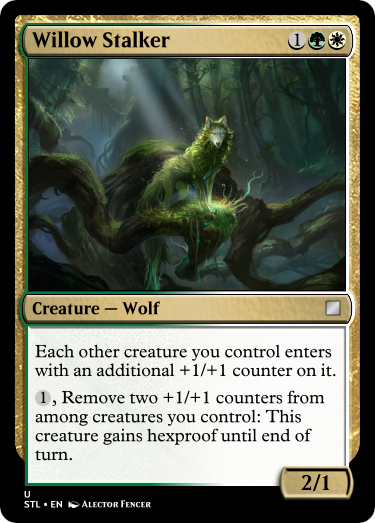 Willow Stalker 1
Creature — Wolf
Each other creature you control enters
with an additional +1/+1 counter on it.
1, Remove two +1/+1 counters from
among creatures you control: This
creature gains hexproof until end of
turn.
2/1
U
STL • EN Alector Fencer